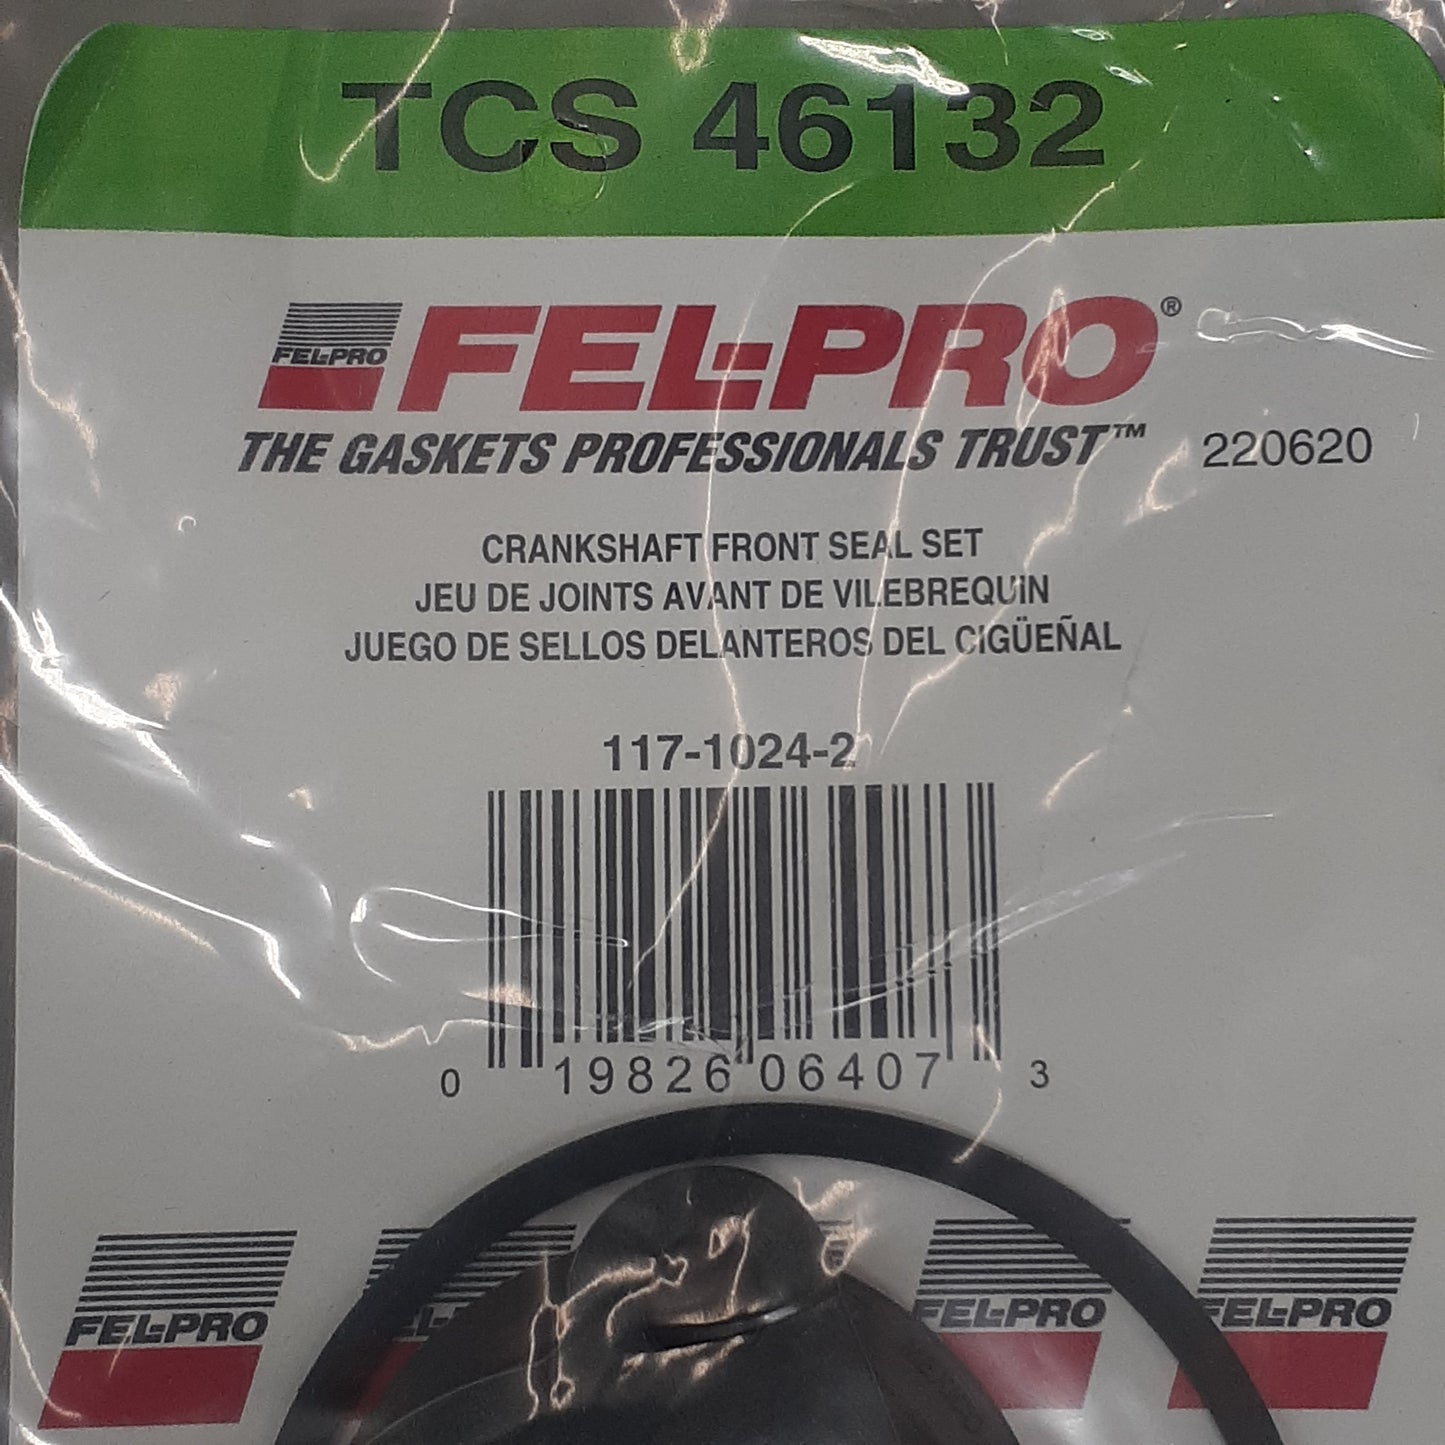 TCS 46132
FEL-PRO
FEL-PRO®
THE GASKETS PROFESSIONALS TRUST™ 220620
CRANKSHAFT FRONT SEAL SET
JEU DE JOINTS AVANT DE VILEBREQUIN
JUEGO DE SELLOS DELANTEROS DEL CIGÜEÑAL
117-1024-2
0 19826 06407 3
FEL-PRO FEL- FEL-PRO FEL-PRO